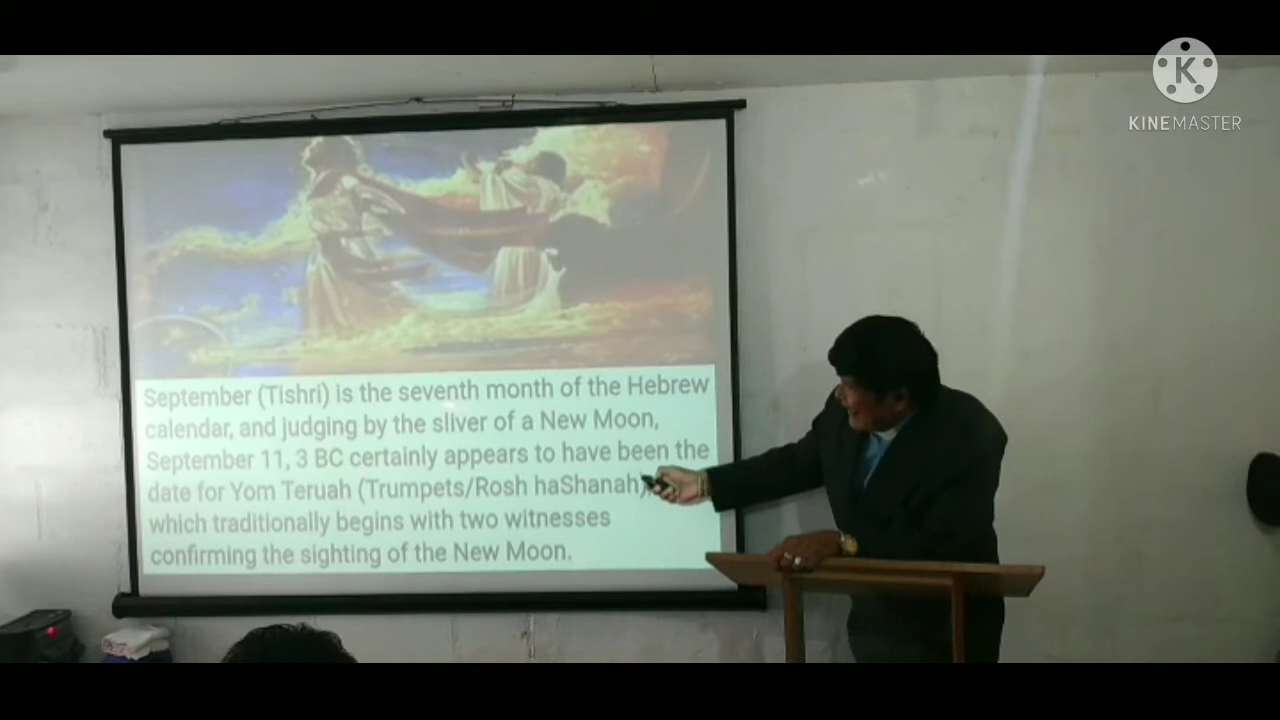 K
KINEMASTER
September (Tishri) is the seventh month of the Hebrew
calendar, and judging by the sliver of a New Moon,
September 11, 3 BC certainly appears to have been the
date for Yom Teruah (Trumpets/Rosh haShanah),
which traditionally begins with two witnesses
confirming the sighting of the New Moon.